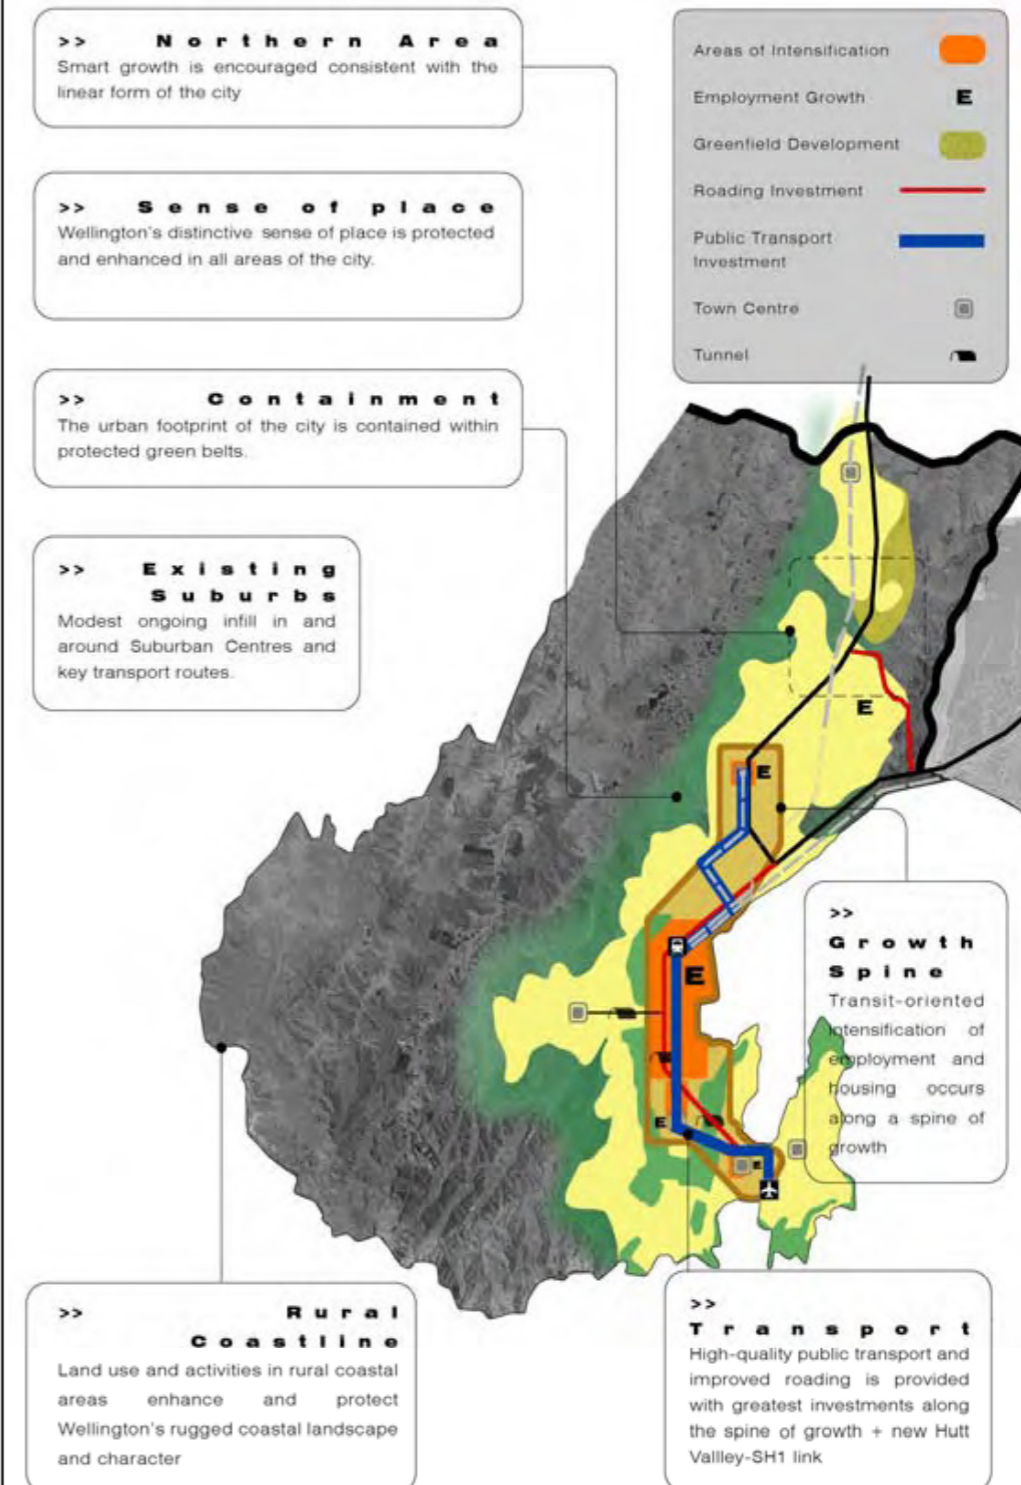 >> Northern Area
Smart growth is encouraged consistent with the
linear form of the city
>> Sense of place
Wellington's distinctive sense of place is protected
and enhanced in all areas of the city.
>> Containment
The urban footprint of the city is contained within
protected green belts.
>> Existing
Suburbs
Modest ongoing infill in and
around Suburban Centres and
key transport routes.
Areas of Intensification
Employment Growth E
Greenfield Development
Roading Investment
Public Transport
Investment
Town Centre
Tunnel
E
E
E
E
E
>>
Growth
Spine
Transit-oriented
intensification of
employment and
housing occurs
along a spine of
growth
>> Rural
Coastline
Land use and activities in rural coastal
areas enhance and protect
Wellington's rugged coastal landscape
and character
>>
Transport
High-quality public transport and
improved roading is provided
with greatest investments along
the spine of growth + new Hutt
Vallley-SH1 link